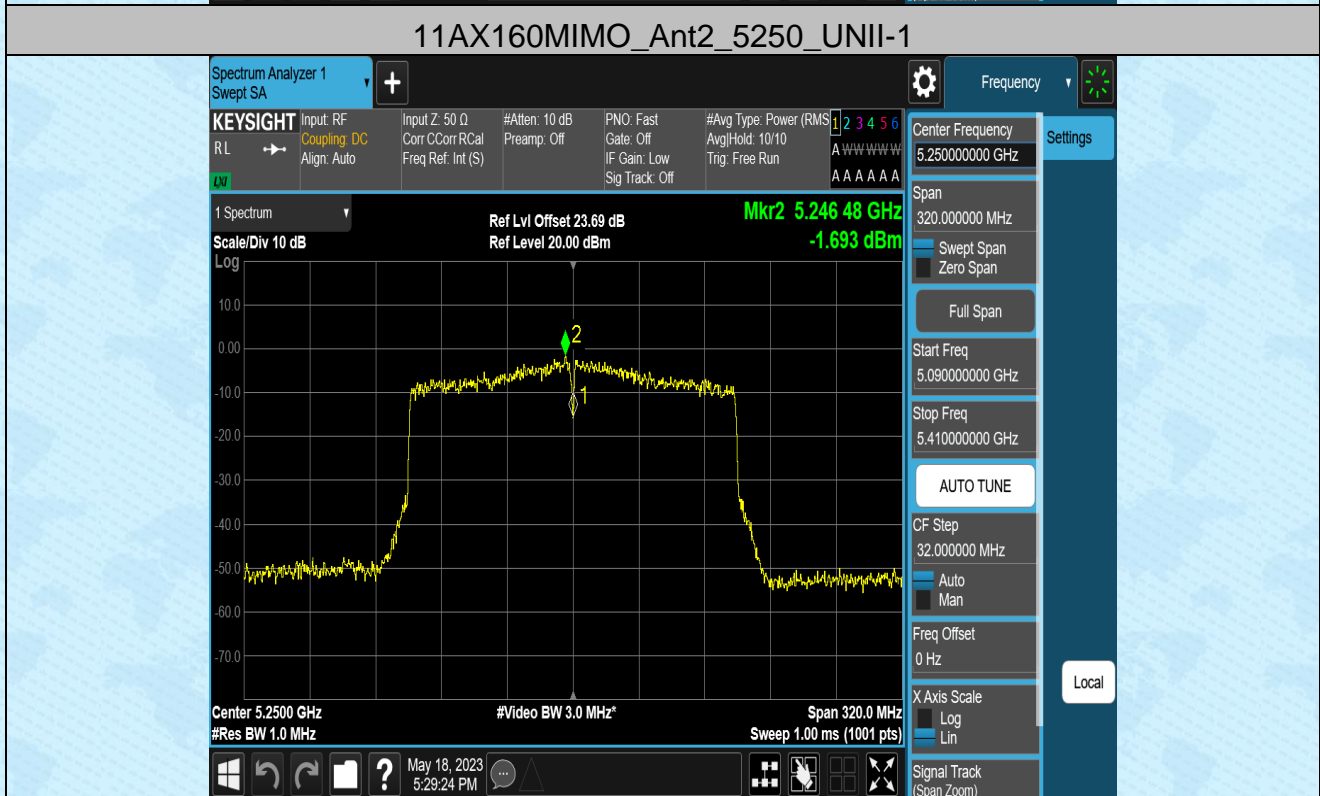 11AX160MIMO_Ant2_5250_UNII-1
Spectrum Analyzer 1
Swept SA
+
Frequency
KEYSIGHT
RL
LXI
Input: RF
Coupling: DC
Align: Auto
Input Z: 50 Ω
Corr CCorr RCal
Freq Ref: Int (S)
#Atten: 10 dB
Preamp: Off
PNO: Fast
Gate: Off
IF Gain: Low
Sig Track: Off
#Avg Type: Power (RMS
Avg|Hold: 10/10
Trig: Free Run
1 2 3 4 5 6
A W W W W W
A A A A A A
1 Spectrum
Scale/Div 10 dB
Log
Ref Lvl Offset 23.69 dB
Ref Level 20.00 dBm
Mkr2 5.246 48 GHz
-1.693 dBm
10.0
0.00
-10.0
-20.0
-30.0
-40.0
-50.0
-60.0
-70.0
2
1
Center 5.2500 GHz
#Res BW 1.0 MHz
#Video BW 3.0 MHz*
Span 320.0 MHz
Sweep 1.00 ms (1001 pts)
Center Frequency
5.250000000 GHz
Settings
Span
320.000000 MHz
Swept Span
Zero Span
Full Span
Start Freq
5.090000000 GHz
Stop Freq
5.410000000 GHz
AUTO TUNE
CF Step
32.000000 MHz
Auto
Man
Freq Offset
0 Hz
X Axis Scale
Log
Lin
Local
Signal Track
(Span Zoom)
?
May 18, 2023
5:29:24 PM